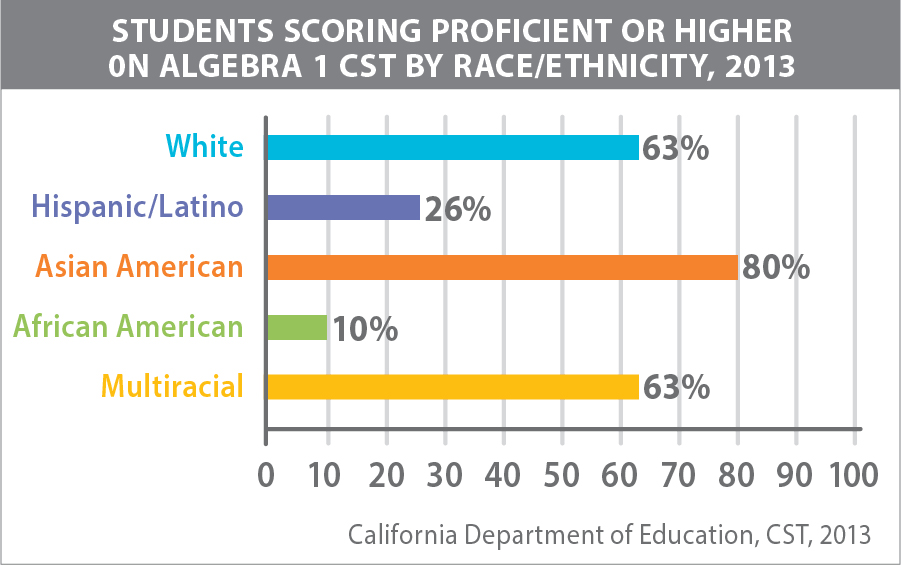 STUDENTS SCORING PROFICIENT OR HIGHER
0N ALGEBRA 1 CST BY RACE/ETHNICITY, 2013
White 63%
Hispanic/Latino 26%
Asian American 80%
African American 10%
Multiracial 63%
0 10 20 30 40 50 60 70 80 90 100
California Department of Education, CST, 2013